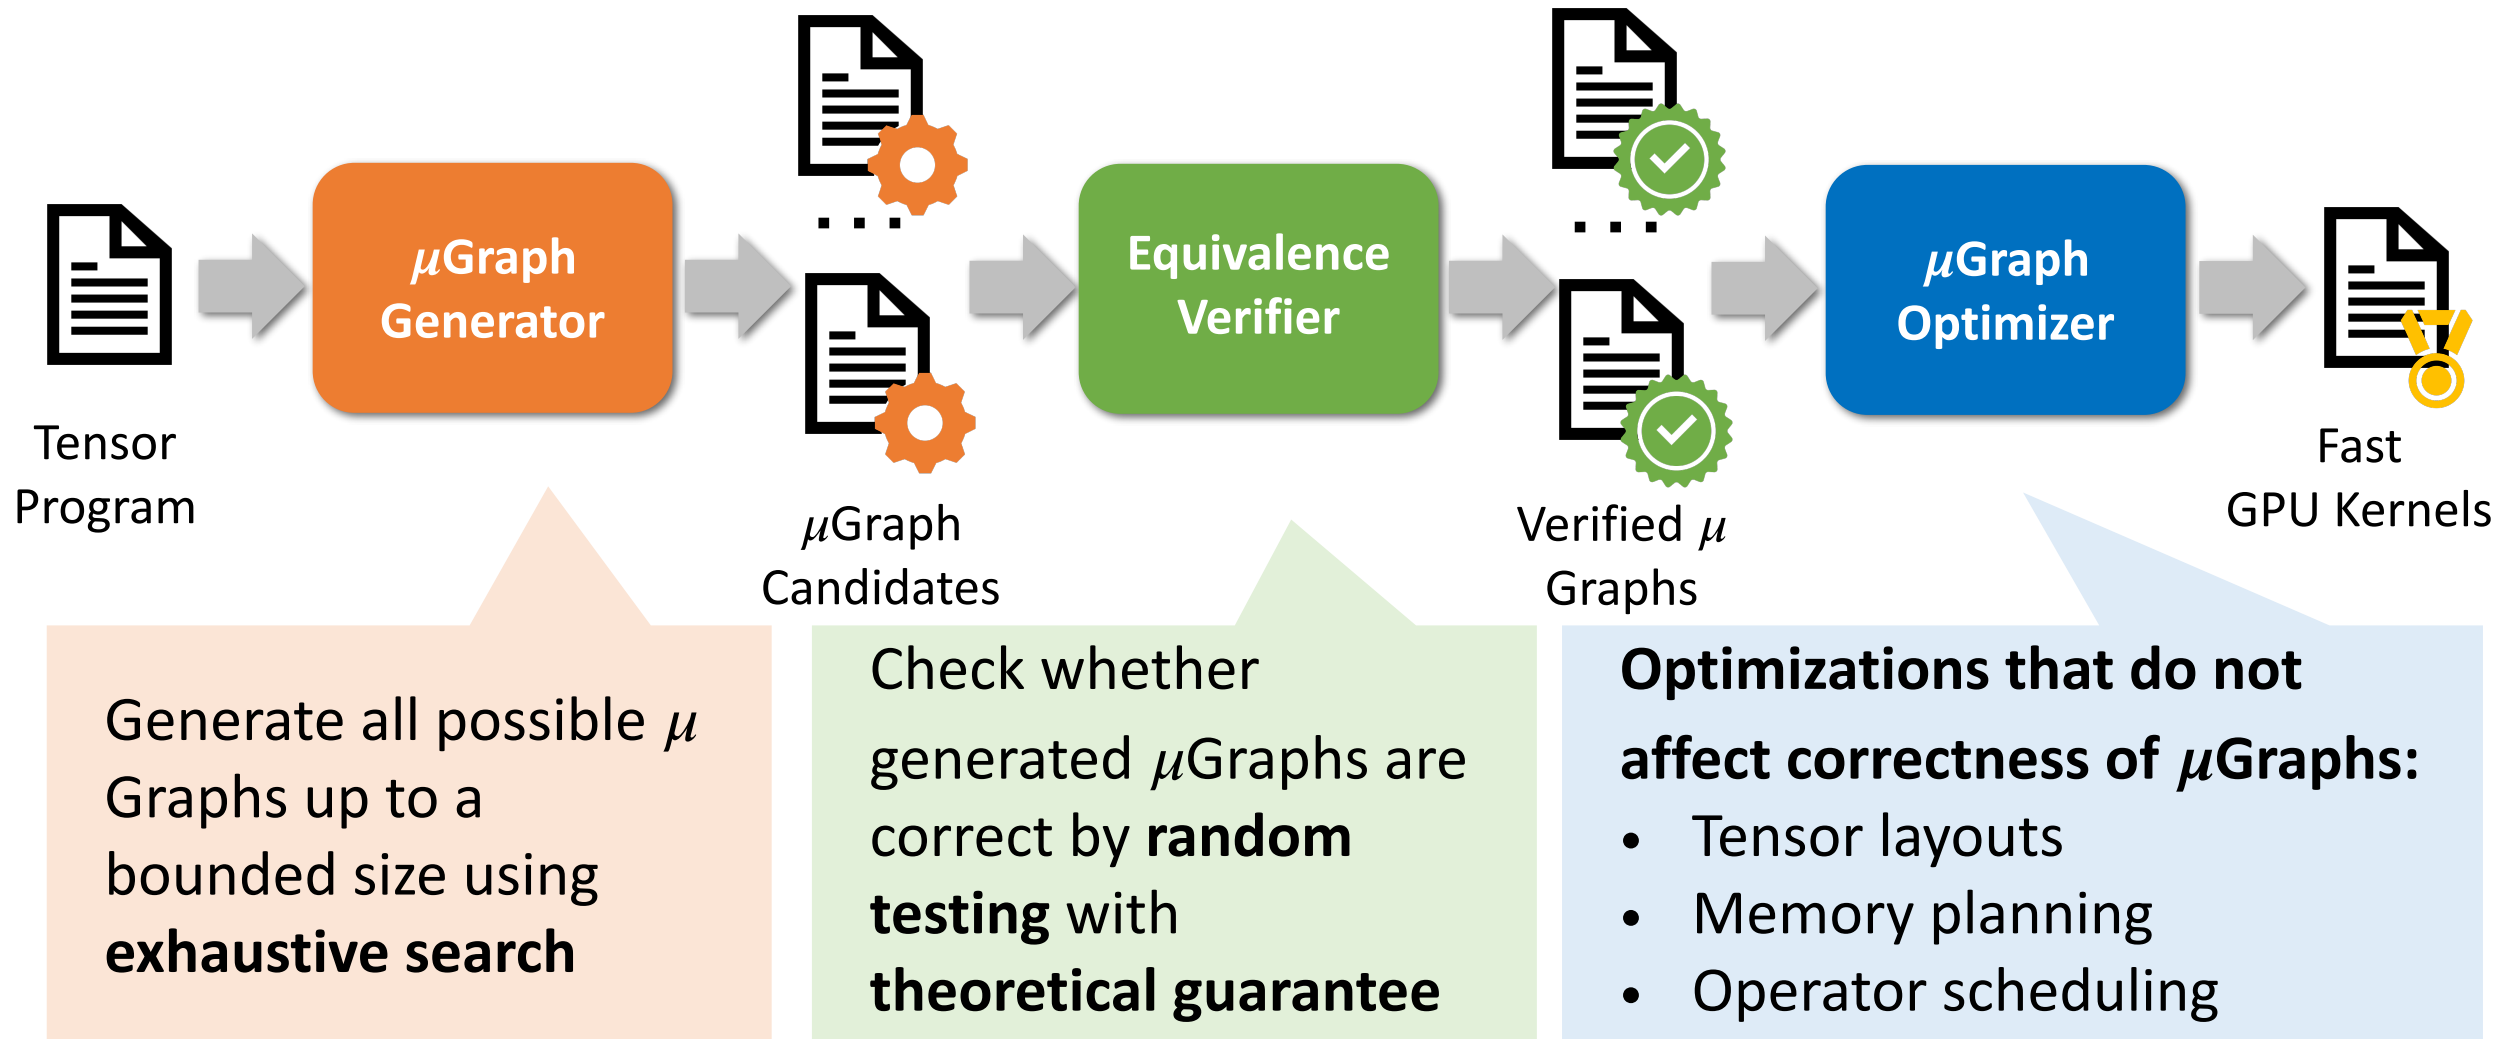 μGraph
Generator
Equivalence
Verifier
μGraph
Optimizer
Tensor
Program
μGraph
Candidates
Verified μ
Graphs
Fast
GPU Kernels
Generate all possible μ
Graphs up to a
bounded size using
exhaustive search
Check whether
generated μGraphs are
correct by random
testing with
theoretical guarantee
Optimizations that do not
affect correctness of μGraphs:
• Tensor layouts
• Memory planning
• Operator scheduling